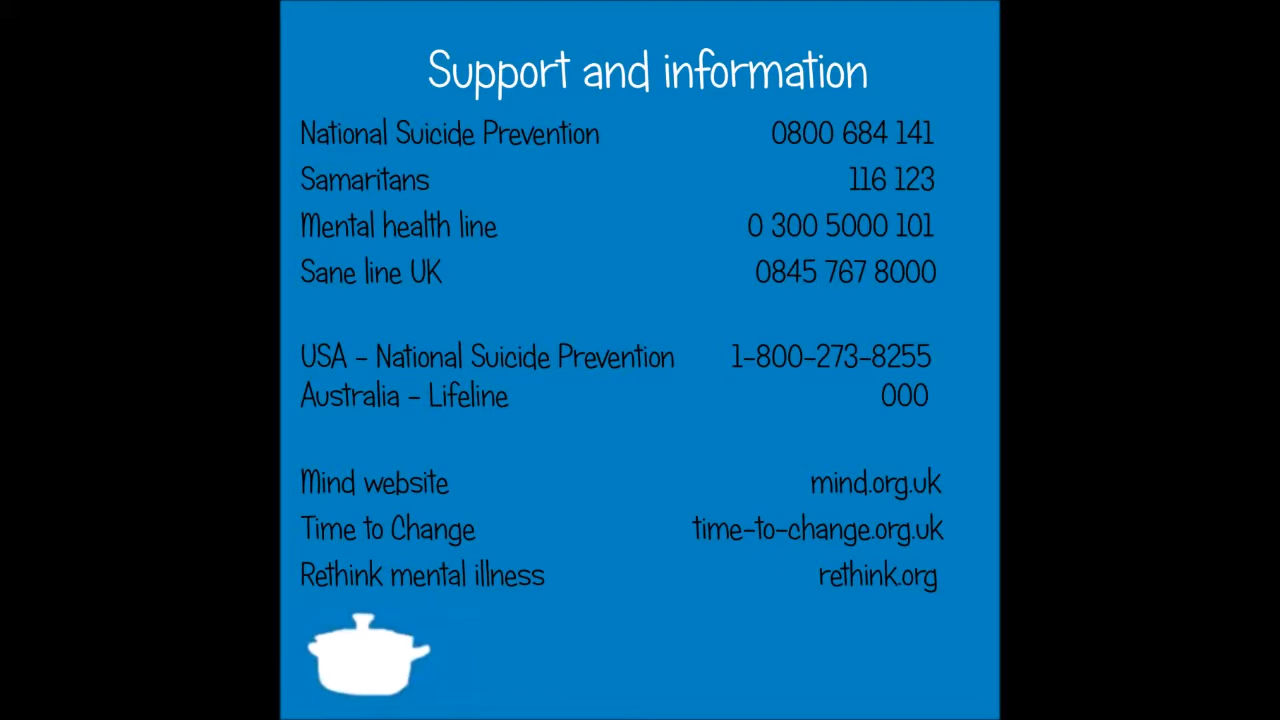 Support and information
National Suicide Prevention 0800 684 141
Samaritans 116 123
Mental health line 0 300 5000 101
Sane line UK 0845 767 8000
USA - National Suicide Prevention 1-800-273-8255
Australia - Lifeline 000
Mind website mind.org.uk
Time to Change time-to-change.org.uk
Rethink mental illness rethink.org